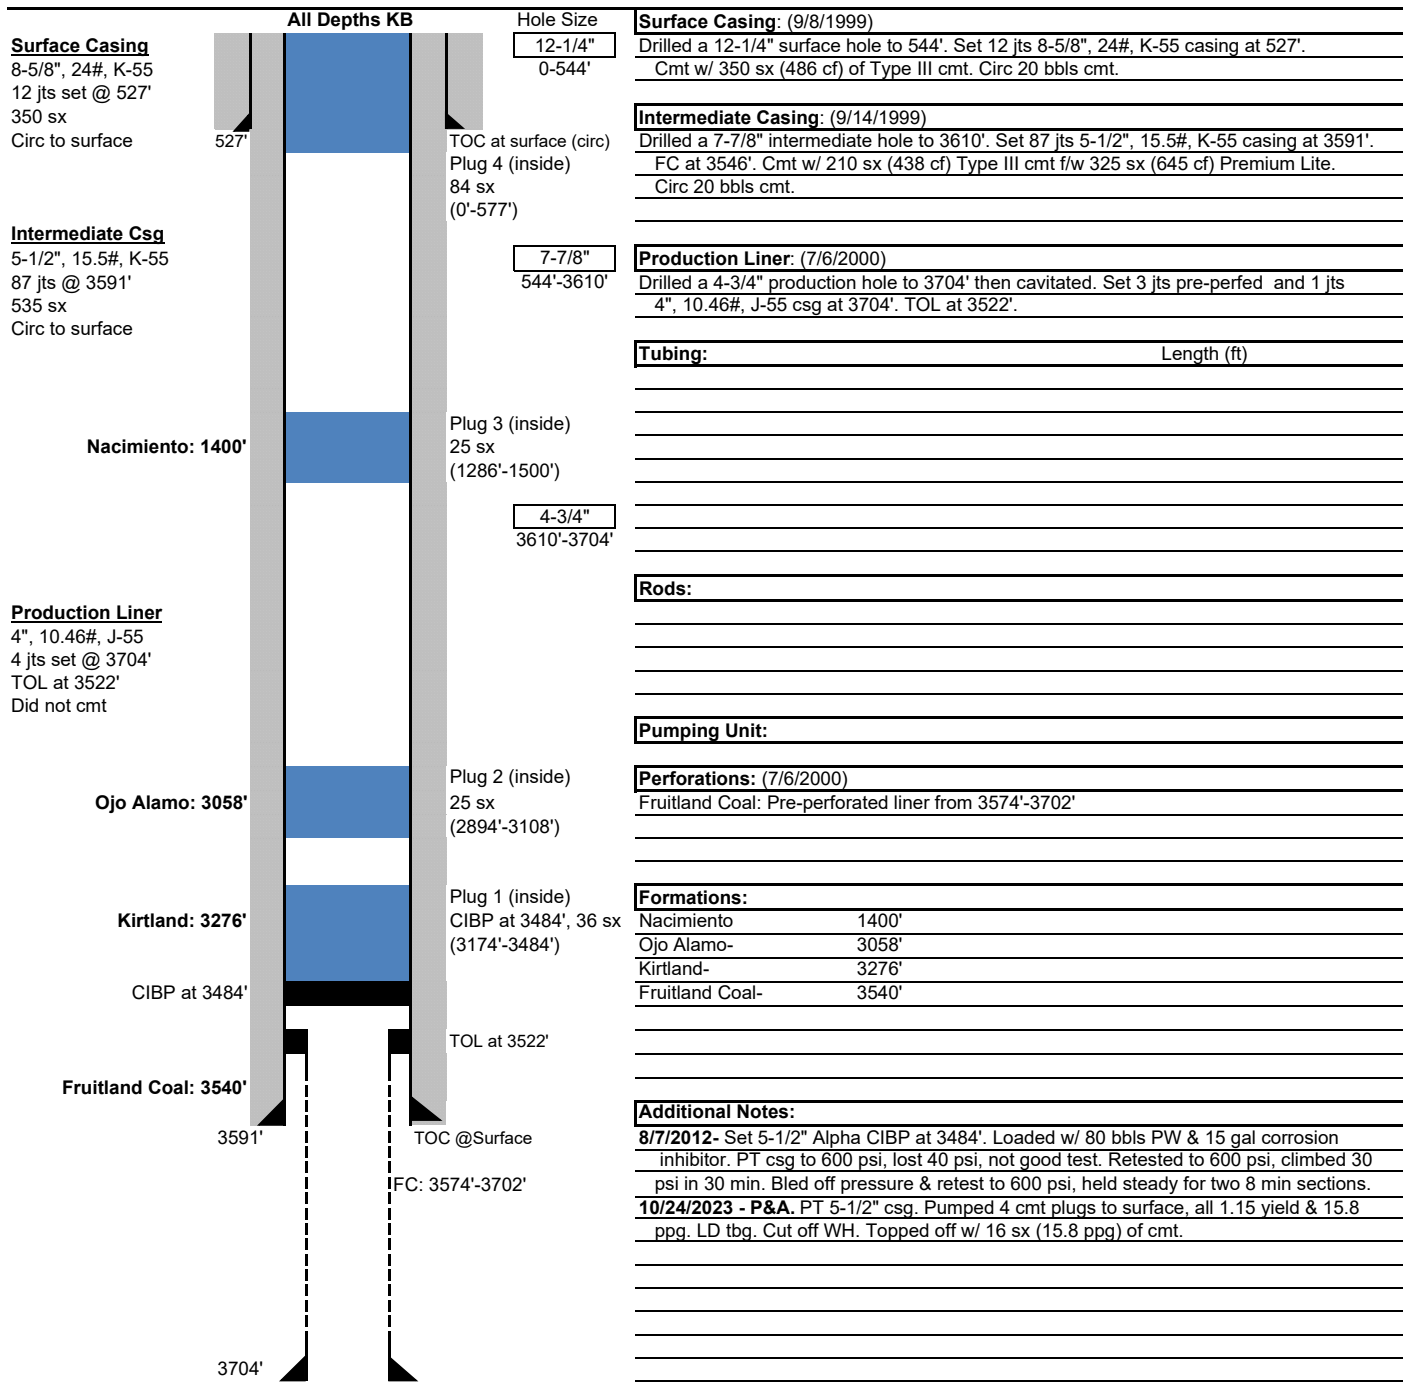 All Depths KB
Hole Size
Surface Casing
8-5/8", 24#, K-55
12 jts set @ 527'
350 sx
Circ to surface
527'
12-1/4"
0-544'
TOC at surface (circ)
Plug 4 (inside)
84 sx
(0'-577')
Intermediate Csg
5-1/2", 15.5#, K-55
87 jts @ 3591'
535 sx
Circ to surface
7-7/8"
544'-3610'
Nacimiento: 1400'
Plug 3 (inside)
25 sx
(1286'-1500')
4-3/4"
3610'-3704'
Production Liner
4", 10.46#, J-55
4 jts set @ 3704'
TOL at 3522'
Did not cmt
Ojo Alamo: 3058'
Plug 2 (inside)
25 sx
(2894'-3108')
Kirtland: 3276'
Plug 1 (inside)
CIBP at 3484', 36 sx
(3174'-3484')
CIBP at 3484'
TOL at 3522'
Fruitland Coal: 3540'
3591'
TOC @Surface
FC: 3574'-3702'
3704'
Surface Casing: (9/8/1999)
Drilled a 12-1/4" surface hole to 544'. Set 12 jts 8-5/8", 24#, K-55 casing at 527'.
Cmt w/ 350 sx (486 cf) of Type III cmt. Circ 20 bbls cmt.
Intermediate Casing: (9/14/1999)
Drilled a 7-7/8" intermediate hole to 3610'. Set 87 jts 5-1/2", 15.5#, K-55 casing at 3591'.
FC at 3546'. Cmt w/ 210 sx (438 cf) Type III cmt f/w 325 sx (645 cf) Premium Lite.
Circ 20 bbls cmt.
Production Liner: (7/6/2000)
Drilled a 4-3/4" production hole to 3704' then cavitated. Set 3 jts pre-perfed and 1 jts
4", 10.46#, J-55 csg at 3704'. TOL at 3522'.
Tubing: Length (ft)
Rods:
Pumping Unit:
Perforations: (7/6/2000)
Fruitland Coal: Pre-perforated liner from 3574'-3702'
Formations:
Nacimiento 1400'
Ojo Alamo- 3058'
Kirtland- 3276'
Fruitland Coal- 3540'
Additional Notes:
8/7/2012- Set 5-1/2" Alpha CIBP at 3484'. Loaded w/ 80 bbls PW & 15 gal corrosion
inhibitor. PT csg to 600 psi, lost 40 psi, not good test. Retested to 600 psi, climbed 30
psi in 30 min. Bled off pressure & retest to 600 psi, held steady for two 8 min sections.
10/24/2023 - P&A. PT 5-1/2" csg. Pumped 4 cmt plugs to surface, all 1.15 yield & 15.8
ppg. LD tbg. Cut off WH. Topped off w/ 16 sx (15.8 ppg) of cmt.